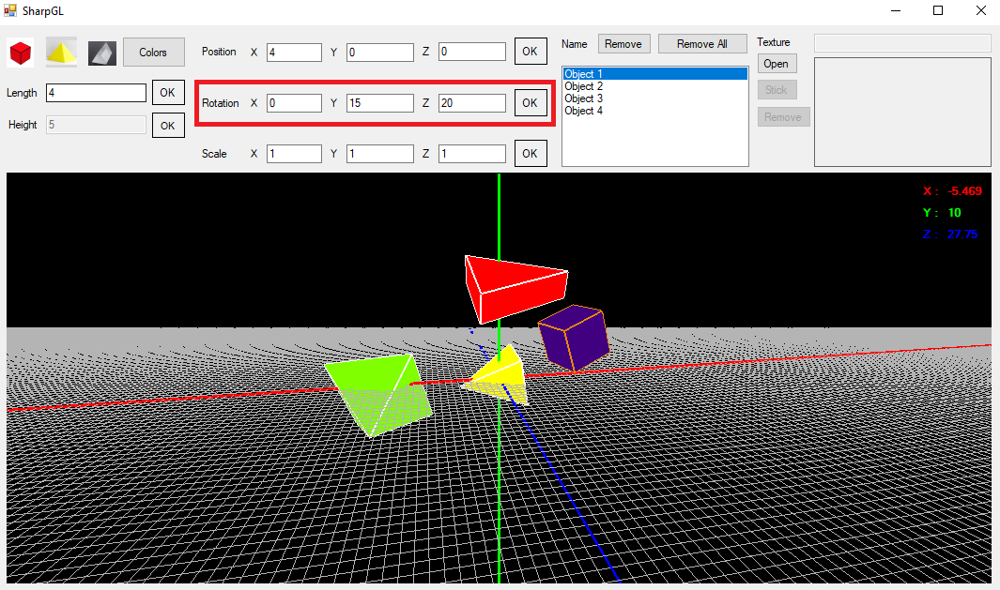 SharpGL
Colors
Position X 4 Y 0 Z 0 OK
Name Remove Remove All
Texture
Open
Length 4 OK
Rotation X 0 Y 15 Z 20 OK
Object 1
Object 2
Object 3
Object 4
Stick
Height 5 OK
Remove
Scale X 1 Y 1 Z 1 OK
X : -5.469
Y : 10
Z : 27.75